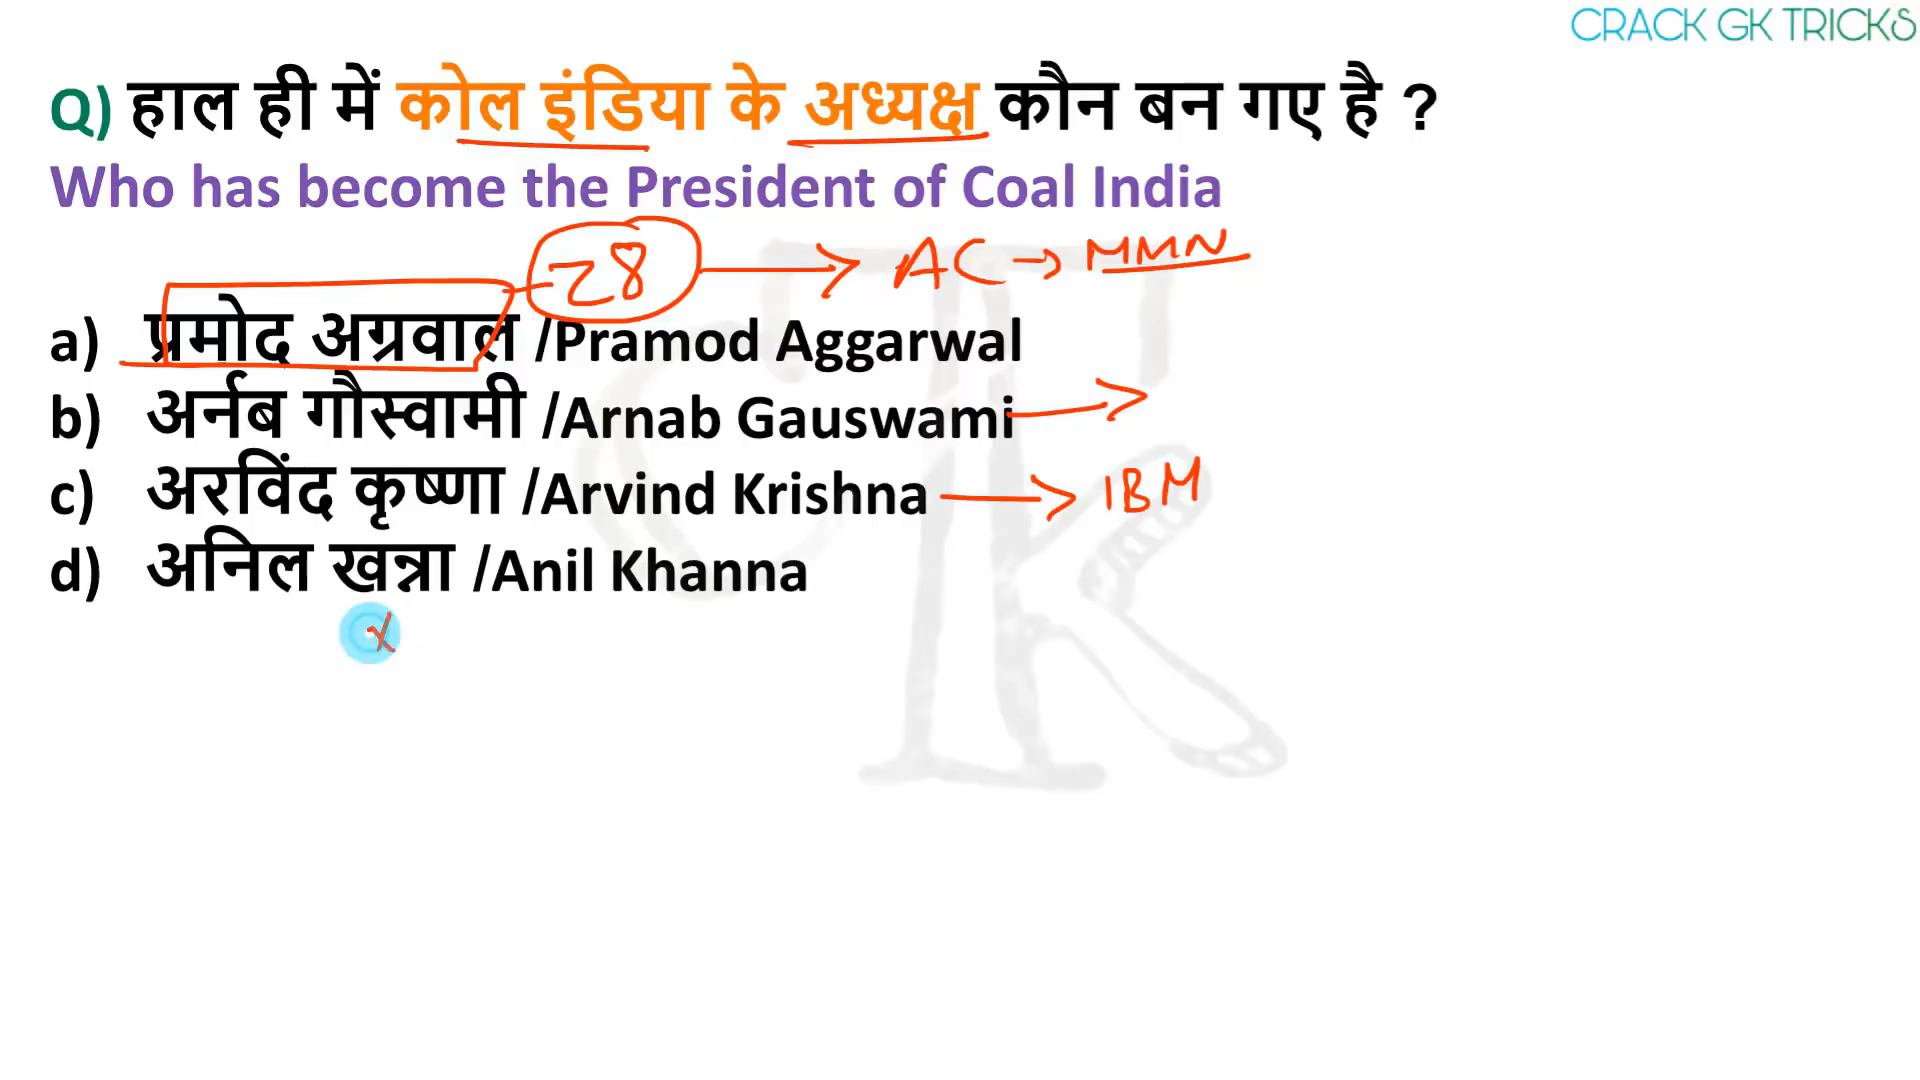 CRACK GK TRICKS
Q) हाल ही में कोल इंडिया के अध्यक्ष कौन बन गए है ?
Who has become the President of Coal India
28 → AC → MMN
a) प्रमोद अग्रवाल /Pramod Aggarwal
b) अर्नब गौस्वामी /Arnab Gauswami →
c) अरविंद कृष्णा /Arvind Krishna → IBM
d) अनिल खन्ना /Anil Khanna
x